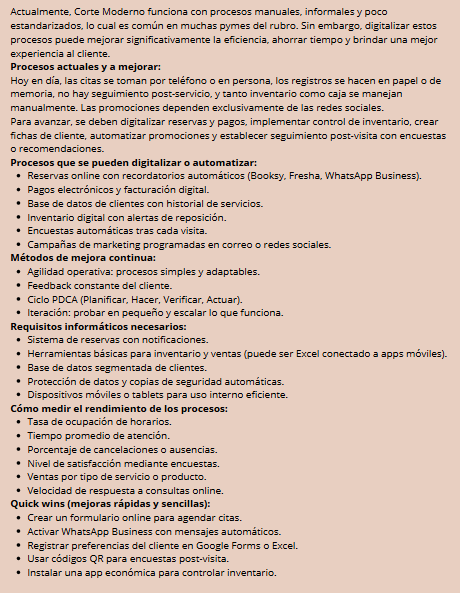 Actualmente, Corte Moderno funciona con procesos manuales, informales y poco
estandarizados, lo cual es común en muchas pymes del rubro. Sin embargo, digitalizar estos
procesos puede mejorar significativamente la eficiencia, ahorrar tiempo y brindar una mejor
experiencia al cliente.
Procesos actuales y a mejorar:
Hoy en día, las citas se toman por teléfono o en persona, los registros se hacen en papel o de
memoria, no hay seguimiento post-servicio, y tanto inventario como caja se manejan
manualmente. Las promociones dependen exclusivamente de las redes sociales.
Para avanzar, se deben digitalizar reservas y pagos, implementar control de inventario, crear
fichas de cliente, automatizar promociones y establecer seguimiento post-visita con encuestas
o recomendaciones.
Procesos que se pueden digitalizar o automatizar:
• Reservas online con recordatorios automáticos (Booksy, Fresha, WhatsApp Business).
• Pagos electrónicos y facturación digital.
• Base de datos de clientes con historial de servicios.
• Inventario digital con alertas de reposición.
• Encuestas automáticas tras cada visita.
• Campañas de marketing programadas en correo o redes sociales.
Métodos de mejora continua:
• Agilidad operativa: procesos simples y adaptables.
• Feedback constante del cliente.
• Ciclo PDCA (Planificar, Hacer, Verificar, Actuar).
• Iteración: probar en pequeño y escalar lo que funciona.
Requisitos informáticos necesarios:
• Sistema de reservas con notificaciones.
• Herramientas básicas para inventario y ventas (puede ser Excel conectado a apps móviles).
• Base de datos segmentada de clientes.
• Protección de datos y copias de seguridad automáticas.
• Dispositivos móviles o tablets para uso interno eficiente.
Cómo medir el rendimiento de los procesos:
• Tasa de ocupación de horarios.
• Tiempo promedio de atención.
• Porcentaje de cancelaciones o ausencias.
• Nivel de satisfacción mediante encuestas.
• Ventas por tipo de servicio o producto.
• Velocidad de respuesta a consultas online.
Quick wins (mejoras rápidas y sencillas):
• Crear un formulario online para agendar citas.
• Activar WhatsApp Business con mensajes automáticos.
• Registrar preferencias del cliente en Google Forms o Excel.
• Usar códigos QR para encuestas post-visita.
• Instalar una app económica para controlar inventario.